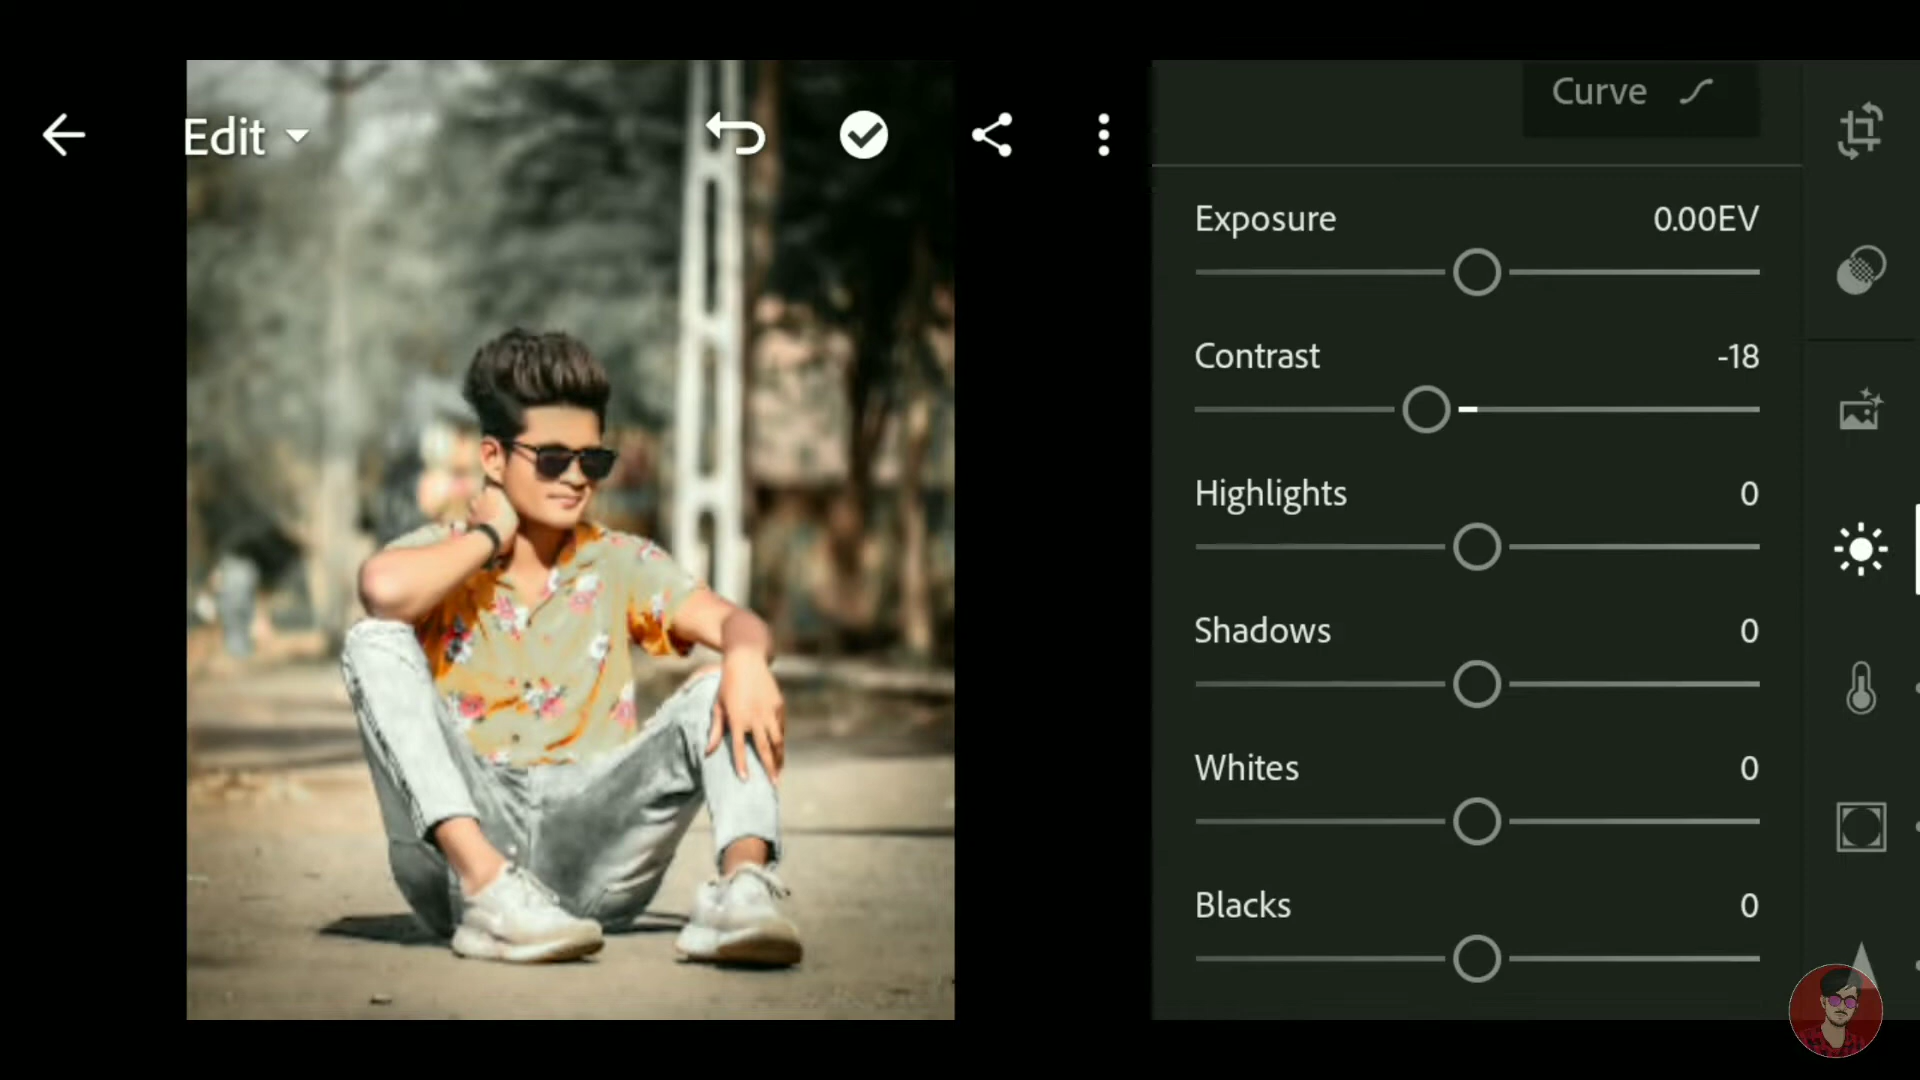 Edit
Curve
Exposure 0.00EV
Contrast -18
Highlights 0
Shadows 0
Whites 0
Blacks 0